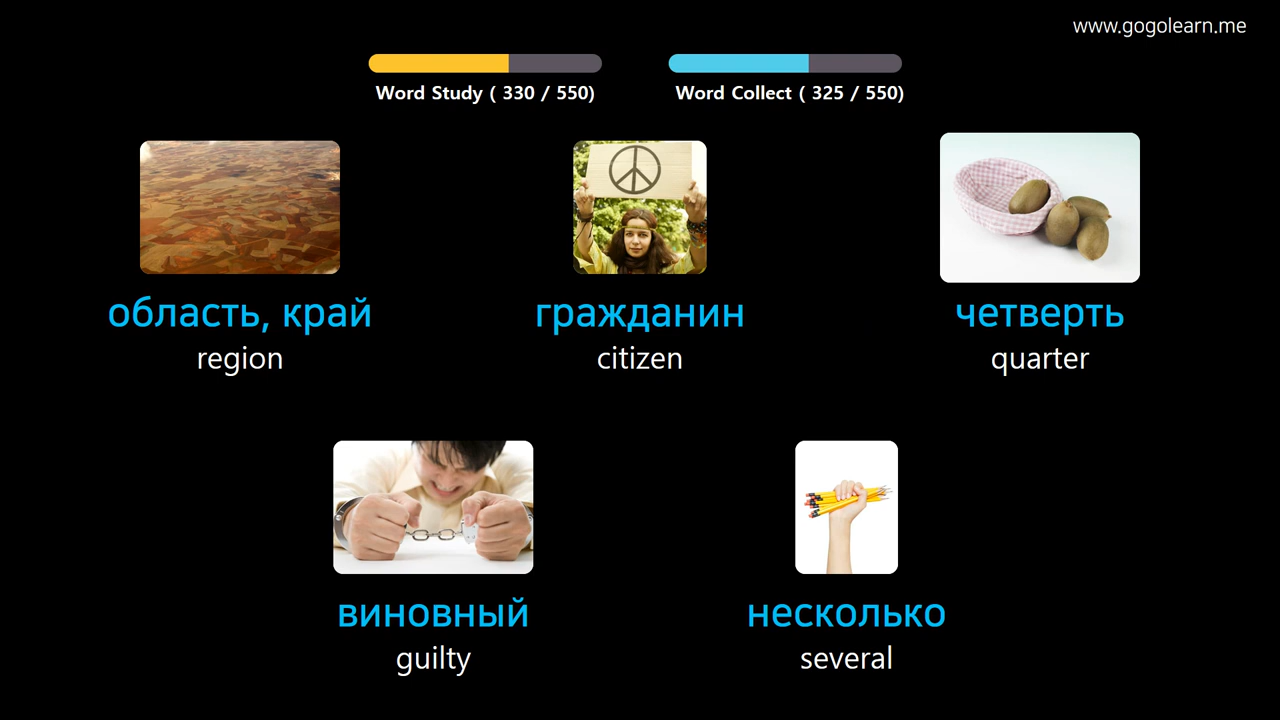 www.gogolearn.me
Word Study ( 330 / 550)
Word Collect ( 325 / 550)
область, край
region
гражданин
citizen
четверть
quarter
виновный
guilty
несколько
several